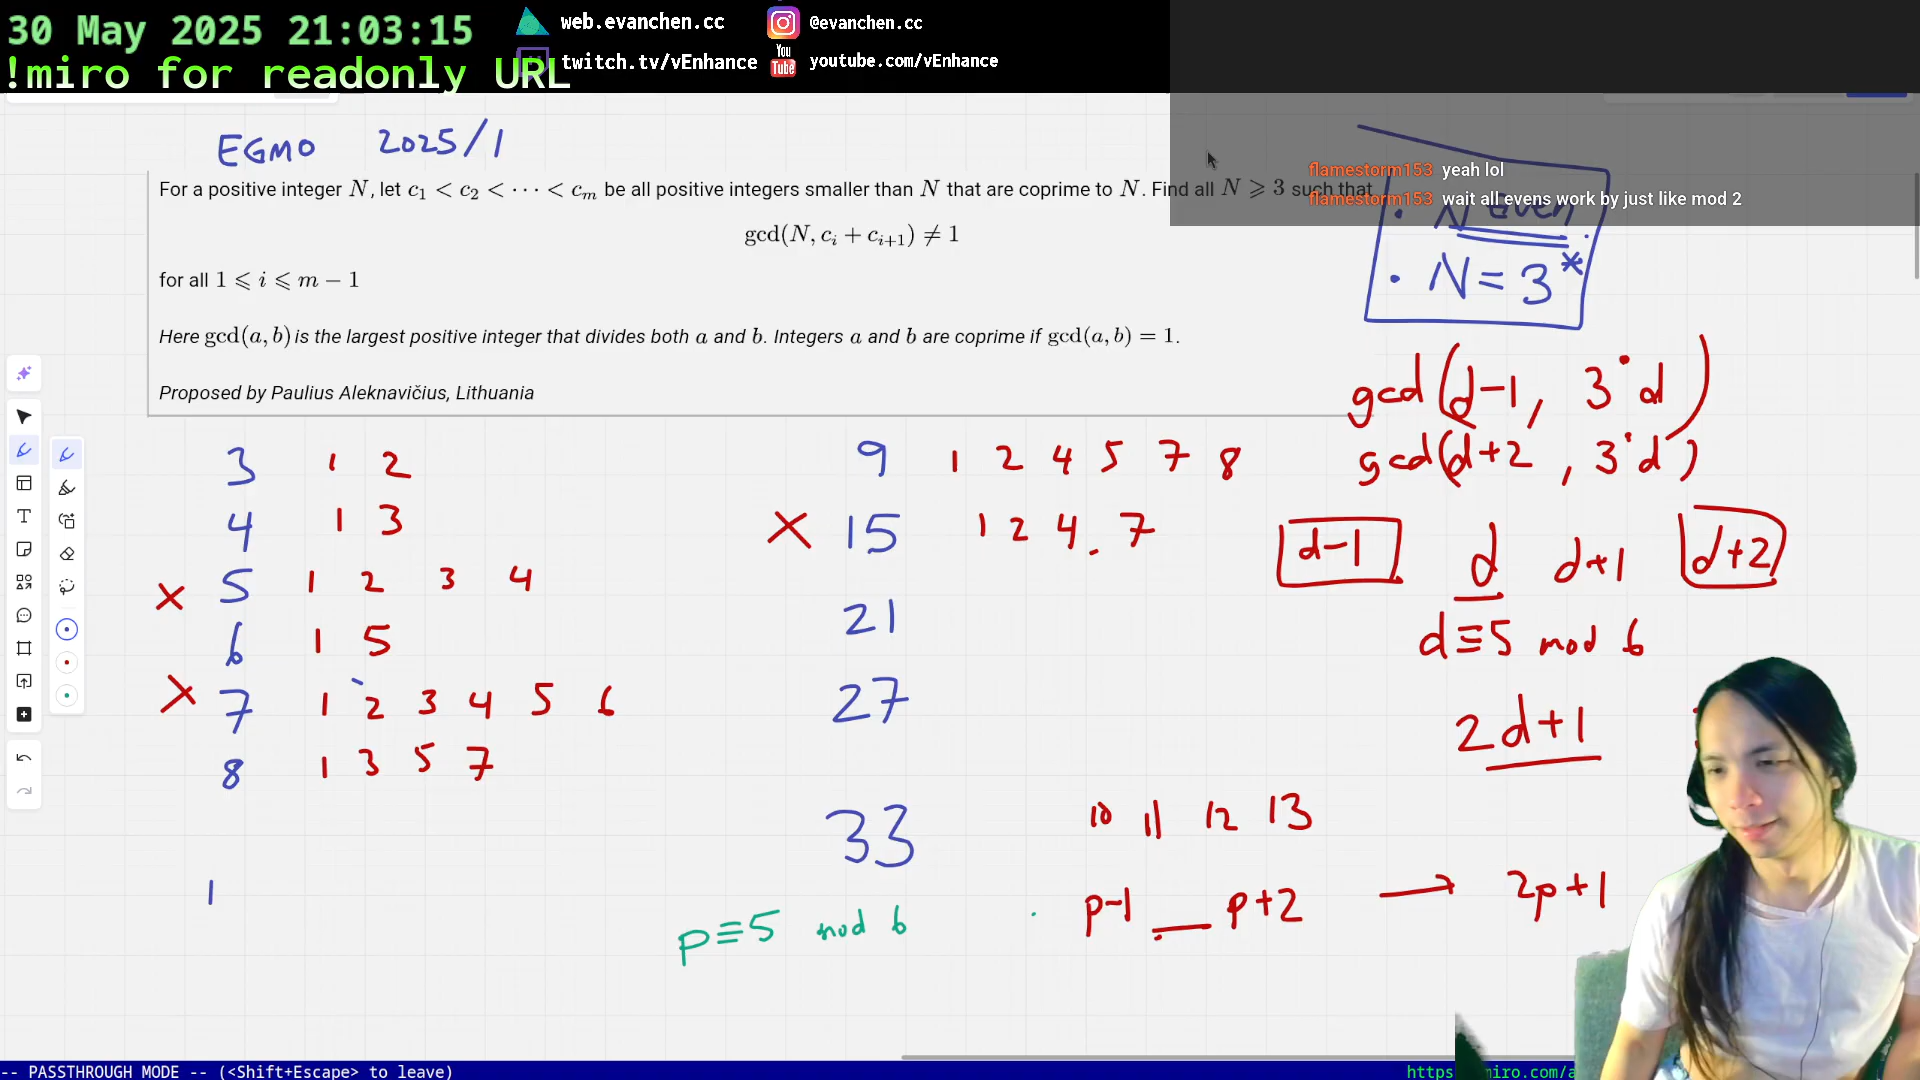 30 May 2025 21:03:15
!miro for readonly URL
web.evanchen.cc
@evanchen.cc
twitch.tv/vEnhance
You Tube
youtube.com/vEnhance
flamestorm153 yeah lol
flamestorm153 wait all evens work by just like mod 2
EGMO 2025/1
For a positive integer N, let c₁ < c₂ < ⋯ < cₘ be all positive integers smaller than N that are coprime to N. Find all N ⩾ 3 such that
gcd(N, cᵢ + cᵢ₊₁) ≠ 1
for all 1 ⩽ i ⩽ m − 1
Here gcd(a, b) is the largest positive integer that divides both a and b. Integers a and b are coprime if gcd(a, b) = 1.
Proposed by Paulius Aleknavičius, Lithuania
• N Even
• N = 3*
3 1 2
4 1 3
× 5 1 2 3 4
6 1 5
× 7 1 2 3 4 5 6
8 1 3 5 7
1
9 1 2 4 5 7 8
× 15 1 2 4 7
21
27
33
p≡5 mod 6
gcd(d-1, 3^• d)
gcd(d+2, 3^• d)
d-1 d d+1 d+2
d≡5 mod 6
2d+1
10 11 12 13
p-1 __ p+2 → 2p+1
-- PASSTHROUGH MODE -- (<Shift+Escape> to leave)